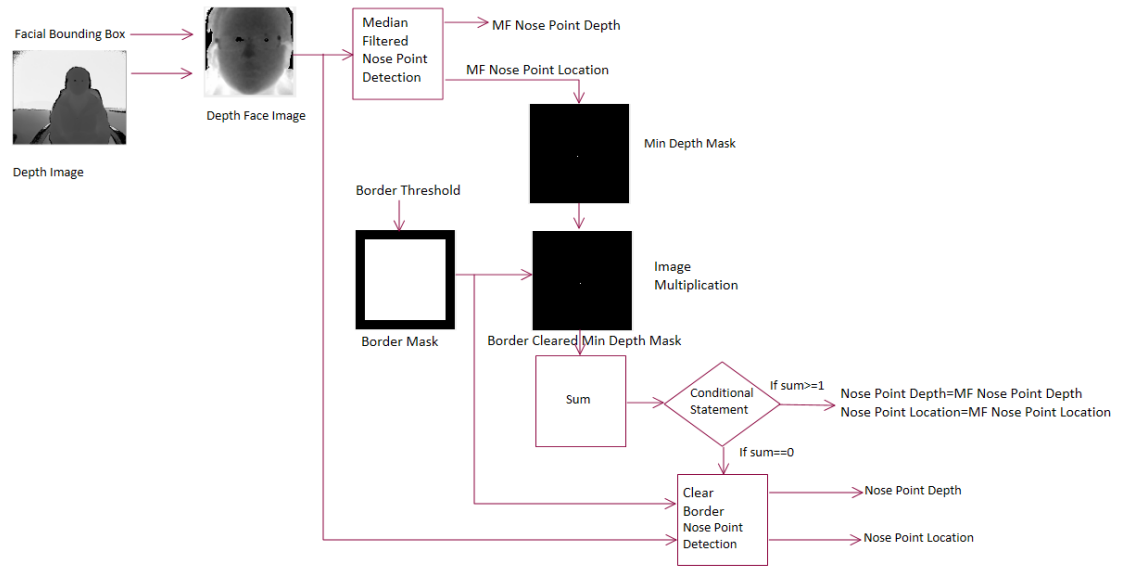 Facial Bounding Box
Depth Image
Depth Face Image
Median
Filtered
Nose Point
Detection
MF Nose Point Depth
MF Nose Point Location
Min Depth Mask
Border Threshold
Border Mask
Image
Multiplication
Border Cleared Min Depth Mask
Sum
Conditional
Statement
If sum>=1
Nose Point Depth=MF Nose Point Depth
Nose Point Location=MF Nose Point Location
If sum==0
Clear
Border
Nose Point
Detection
Nose Point Depth
Nose Point Location